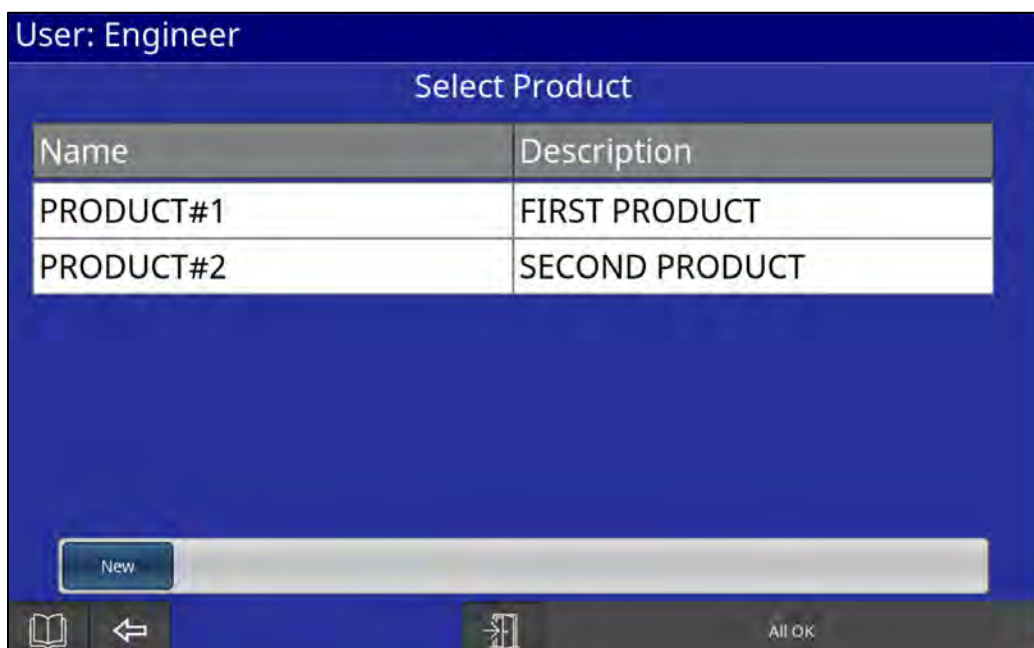 User: Engineer
Select Product
Name Description
PRODUCT#1 FIRST PRODUCT
PRODUCT#2 SECOND PRODUCT
New
All OK